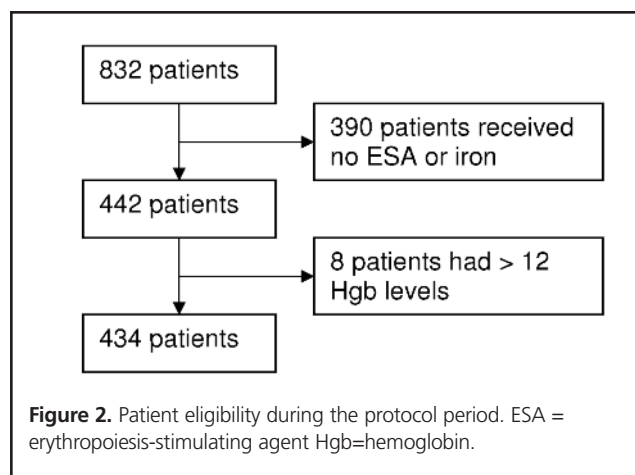 832 patients
390 patients received
no ESA or iron
442 patients
8 patients had > 12
Hgb levels
434 patients
Figure 2. Patient eligibility during the protocol period. ESA =
erythropoiesis-stimulating agent Hgb=hemoglobin.